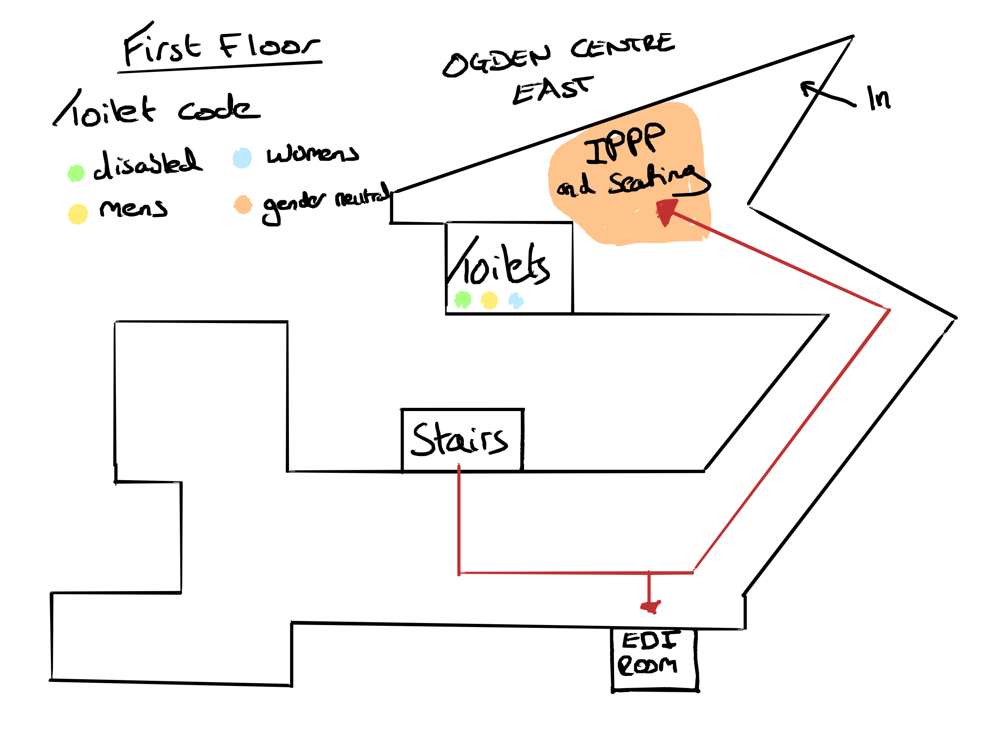 First Floor
Toilet code
disabled
womens
mens
gender neutral
OGDEN CENTRE
EAST
In
IPPP
nd Seating
Toilets
Stairs
EDI
ROOM